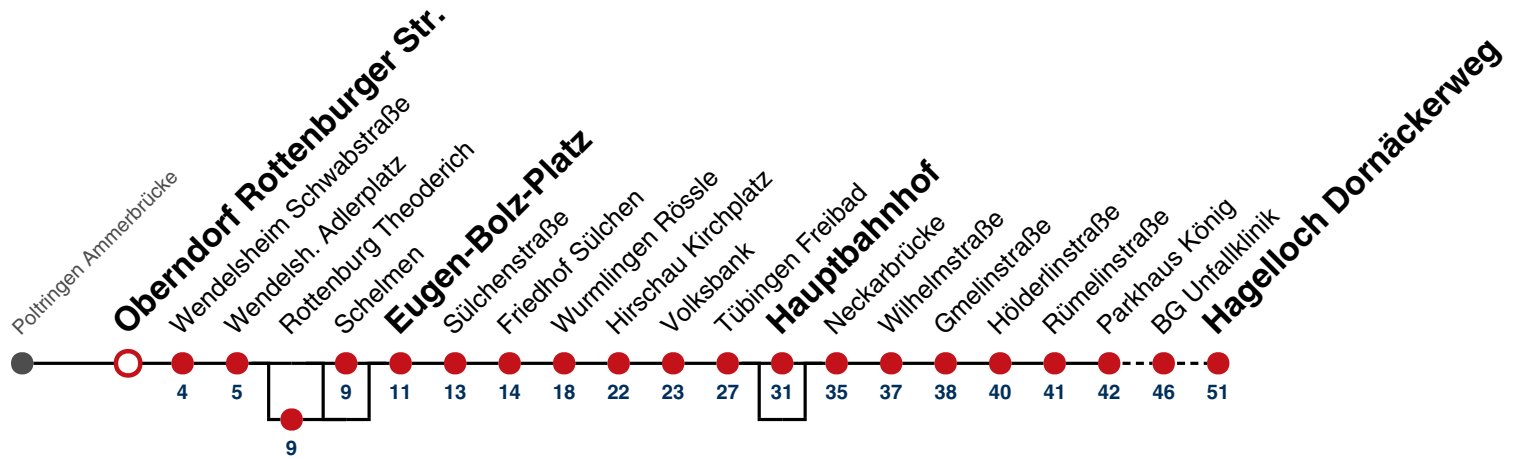 Poltringen Ammerbrücke
Oberndorf Rottenburger Str.
Wendelsheim Schwabstraße
Wendelsh. Adlerplatz
Rottenburg Theoderich
Schelmen
Eugen-Bolz-Platz
Sülchenstraße
Friedhof Sülchen
Wurmlingen Rössle
Hirschau Kirchplatz
Volksbank
Tübingen Freibad
Hauptbahnhof
Neckarbrücke
Wilhelmstraße
Gmelinstraße
Hölderlinstraße
Rümelinstraße
Parkhaus König
BG Unfallklinik
Hagelloch Dornäckerweg
4 5 9 11 13 14 18 22 23 27 31 35 37 38 40 41 42 46 51
9